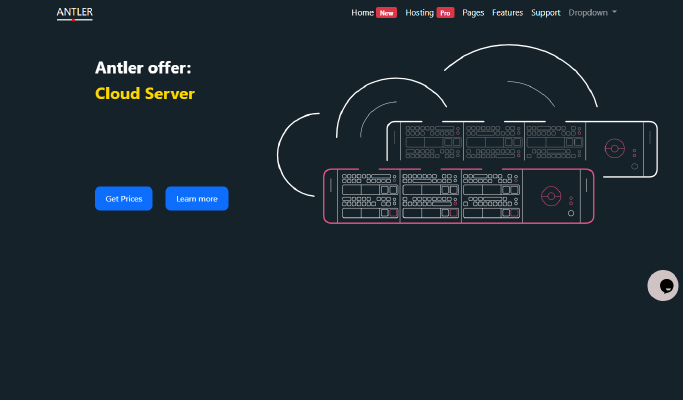 ANTLER
Home New Hosting Pro Pages Features Support Dropdown
Antler offer:
Cloud Server
Get Prices Learn more